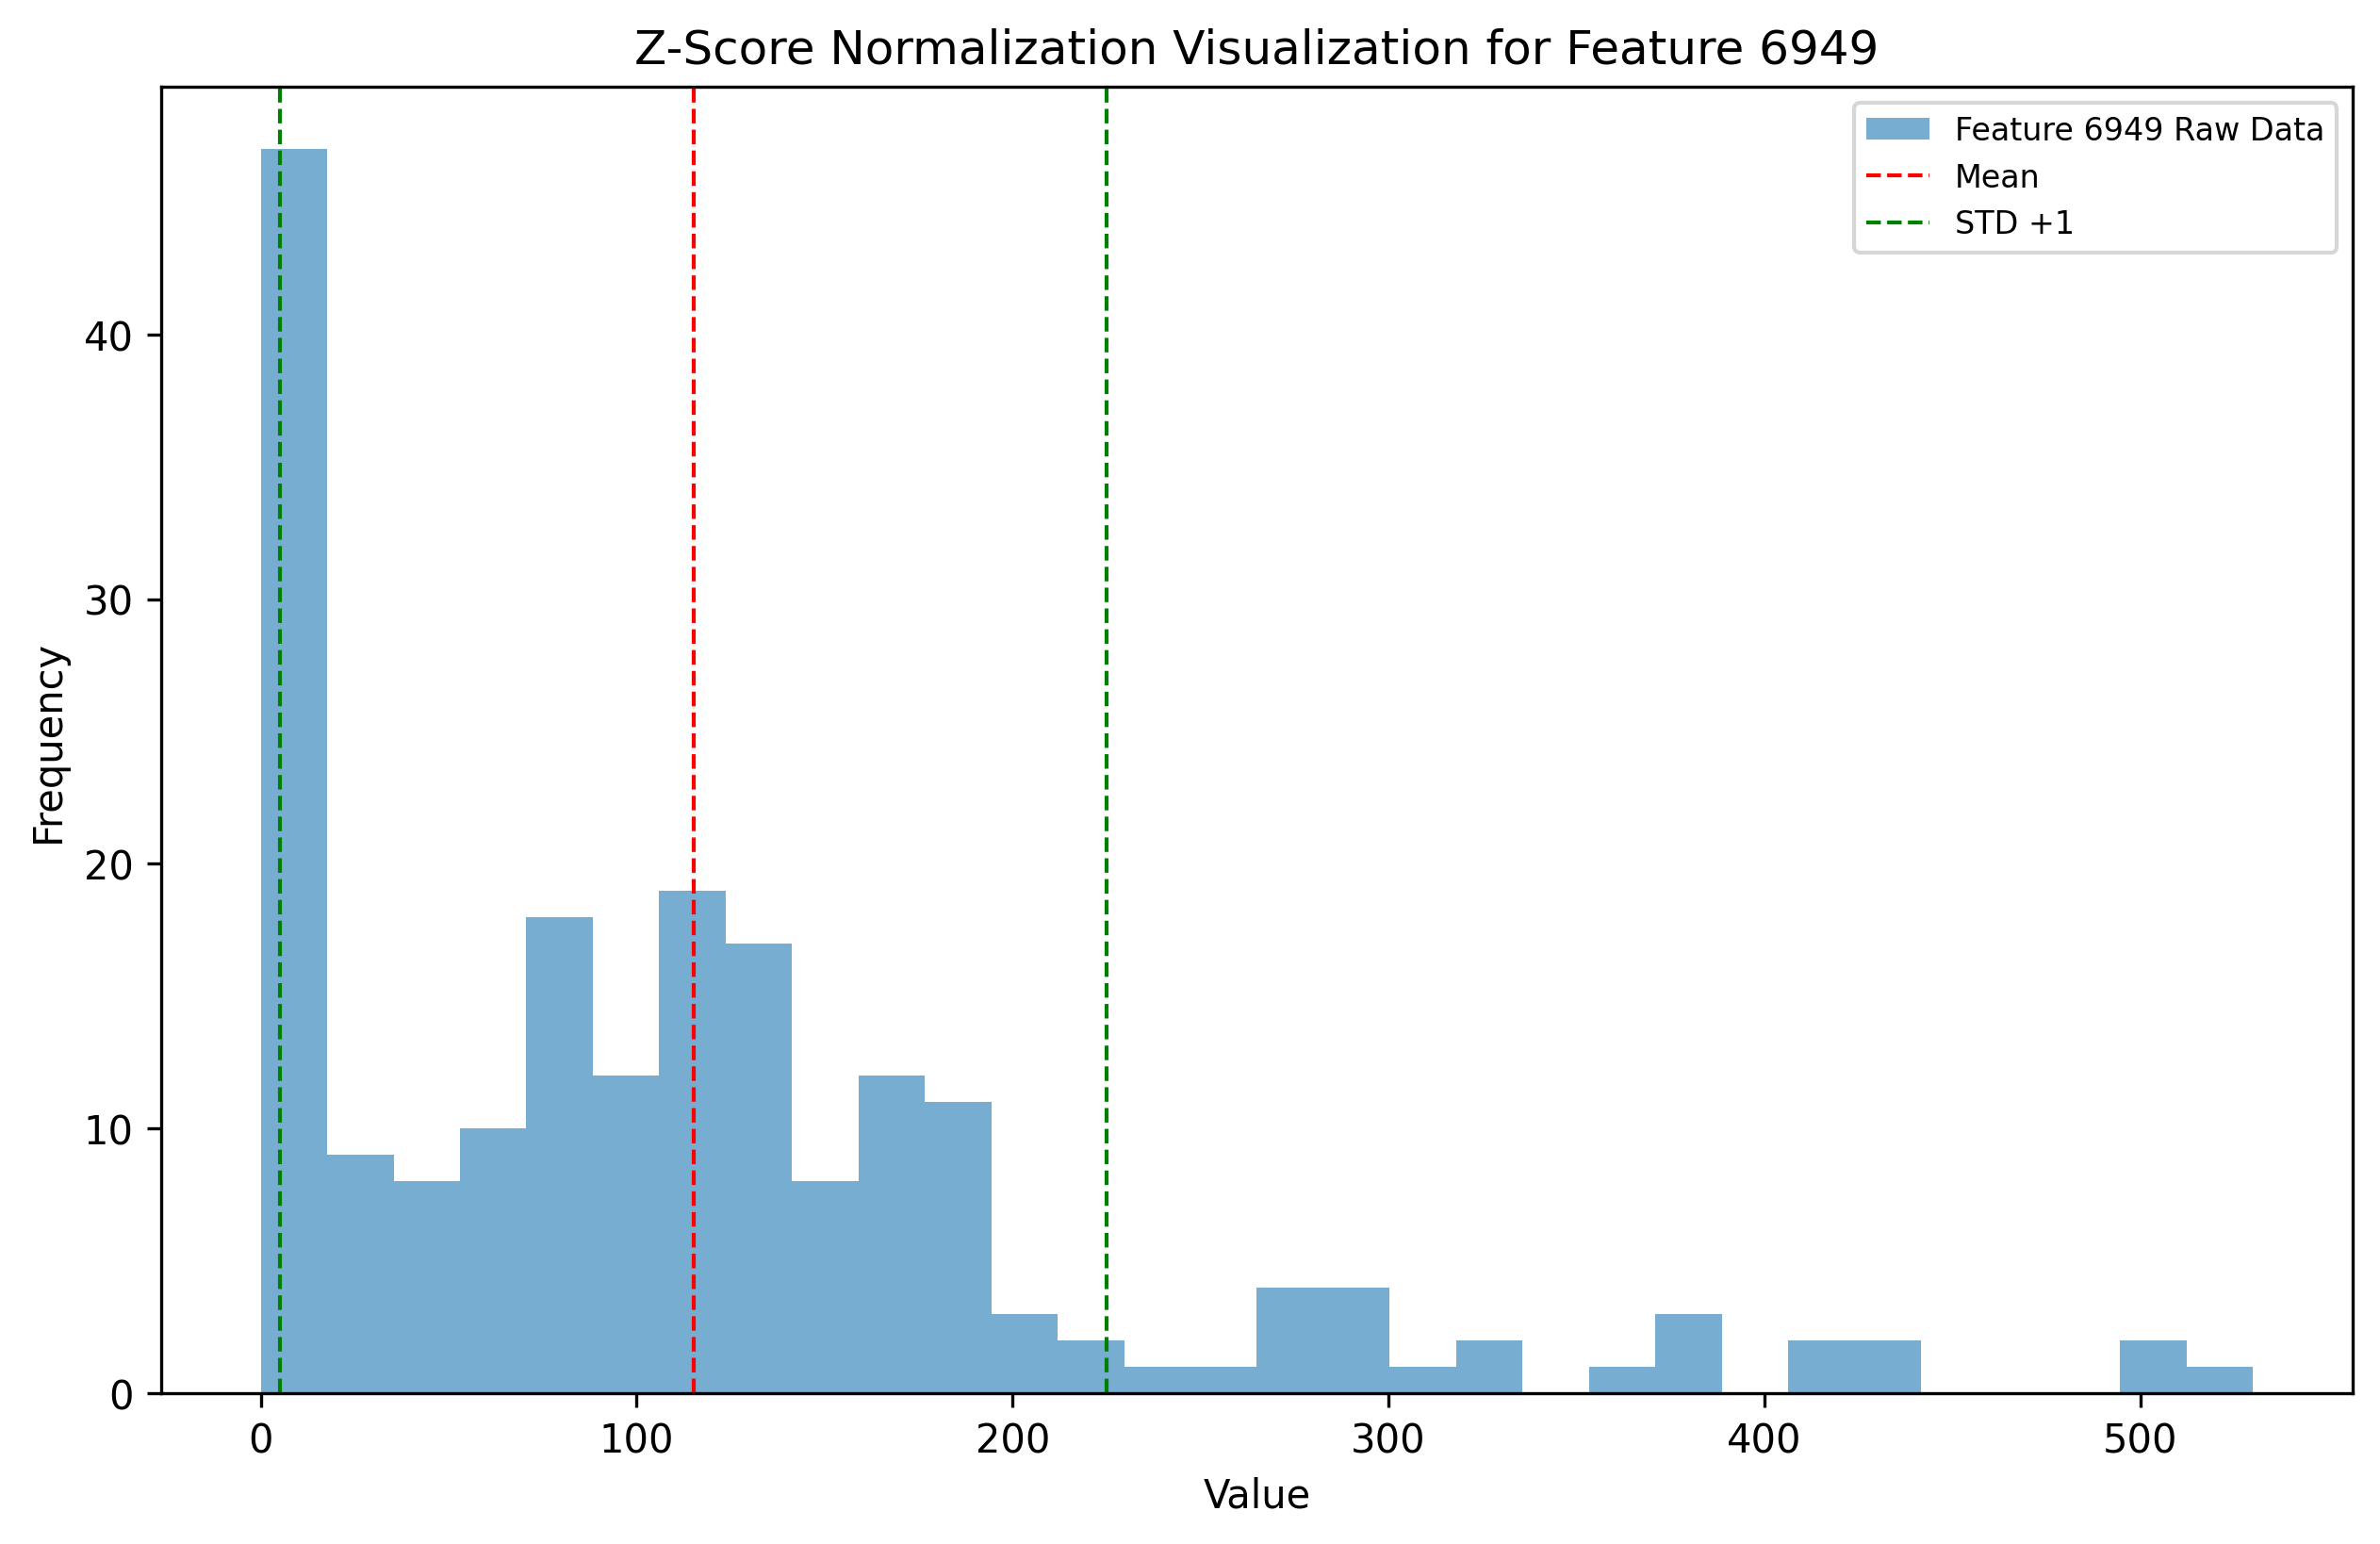 Z-Score Normalization Visualization for Feature 6949
Feature 6949 Raw Data
Mean
STD +1
40
30
20
10
0
Frequency
0 100 200 300 400 500
Value